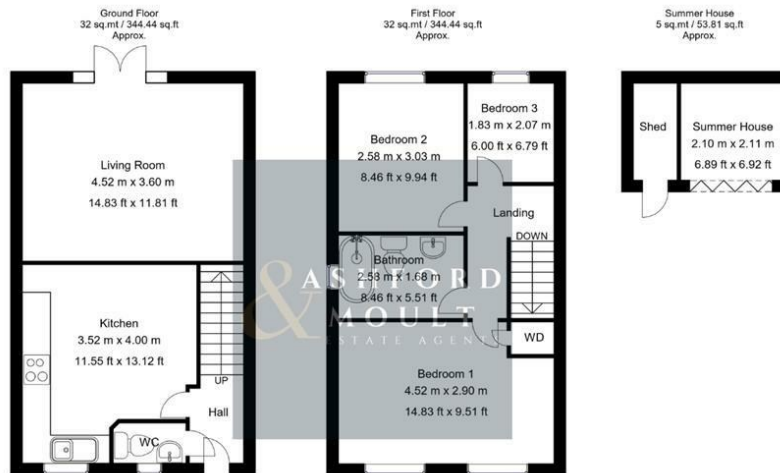 Ground Floor
32 sq.mt / 344.44 sq.ft
Approx.
Living Room
4.52 m x 3.60 m
14.83 ft x 11.81 ft
Kitchen
3.52 m x 4.00 m
11.55 ft x 13.12 ft
UP
Hall
WC
First Floor
32 sq.mt / 344.44 sq.ft
Approx.
Bedroom 2
2.58 m x 3.03 m
8.46 ft x 9.94 ft
Bedroom 3
1.83 m x 2.07 m
6.00 ft x 6.79 ft
Landing
DOWN
Bathroom
2.58 m x 1.68 m
8.46 ft x 5.51 ft
WD
Bedroom 1
4.52 m x 2.90 m
14.83 ft x 9.51 ft
& ASHFORD
MOULT
ESTATE AGENT
Summer House
5 sq.mt / 53.81 sq.ft
Approx.
Shed
Summer House
2.10 m x 2.11 m
6.89 ft x 6.92 ft